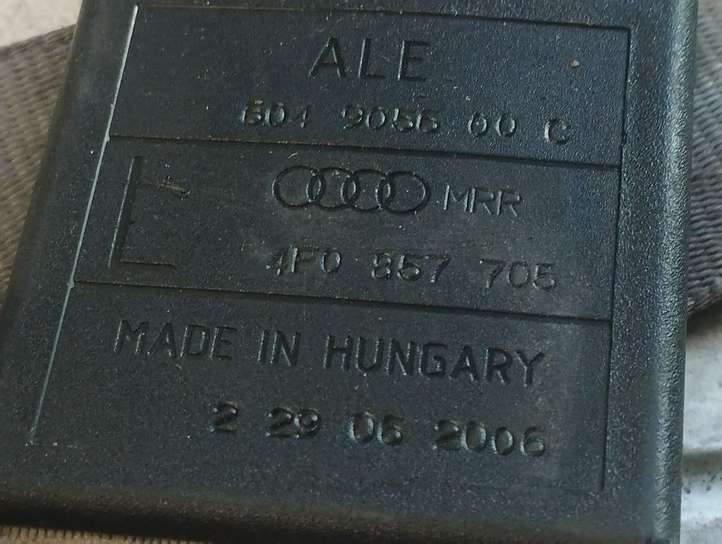 ALE
604 9056 00 C
L
MRR
4F0 857 705
MADE IN HUNGARY
2 29 06 2006